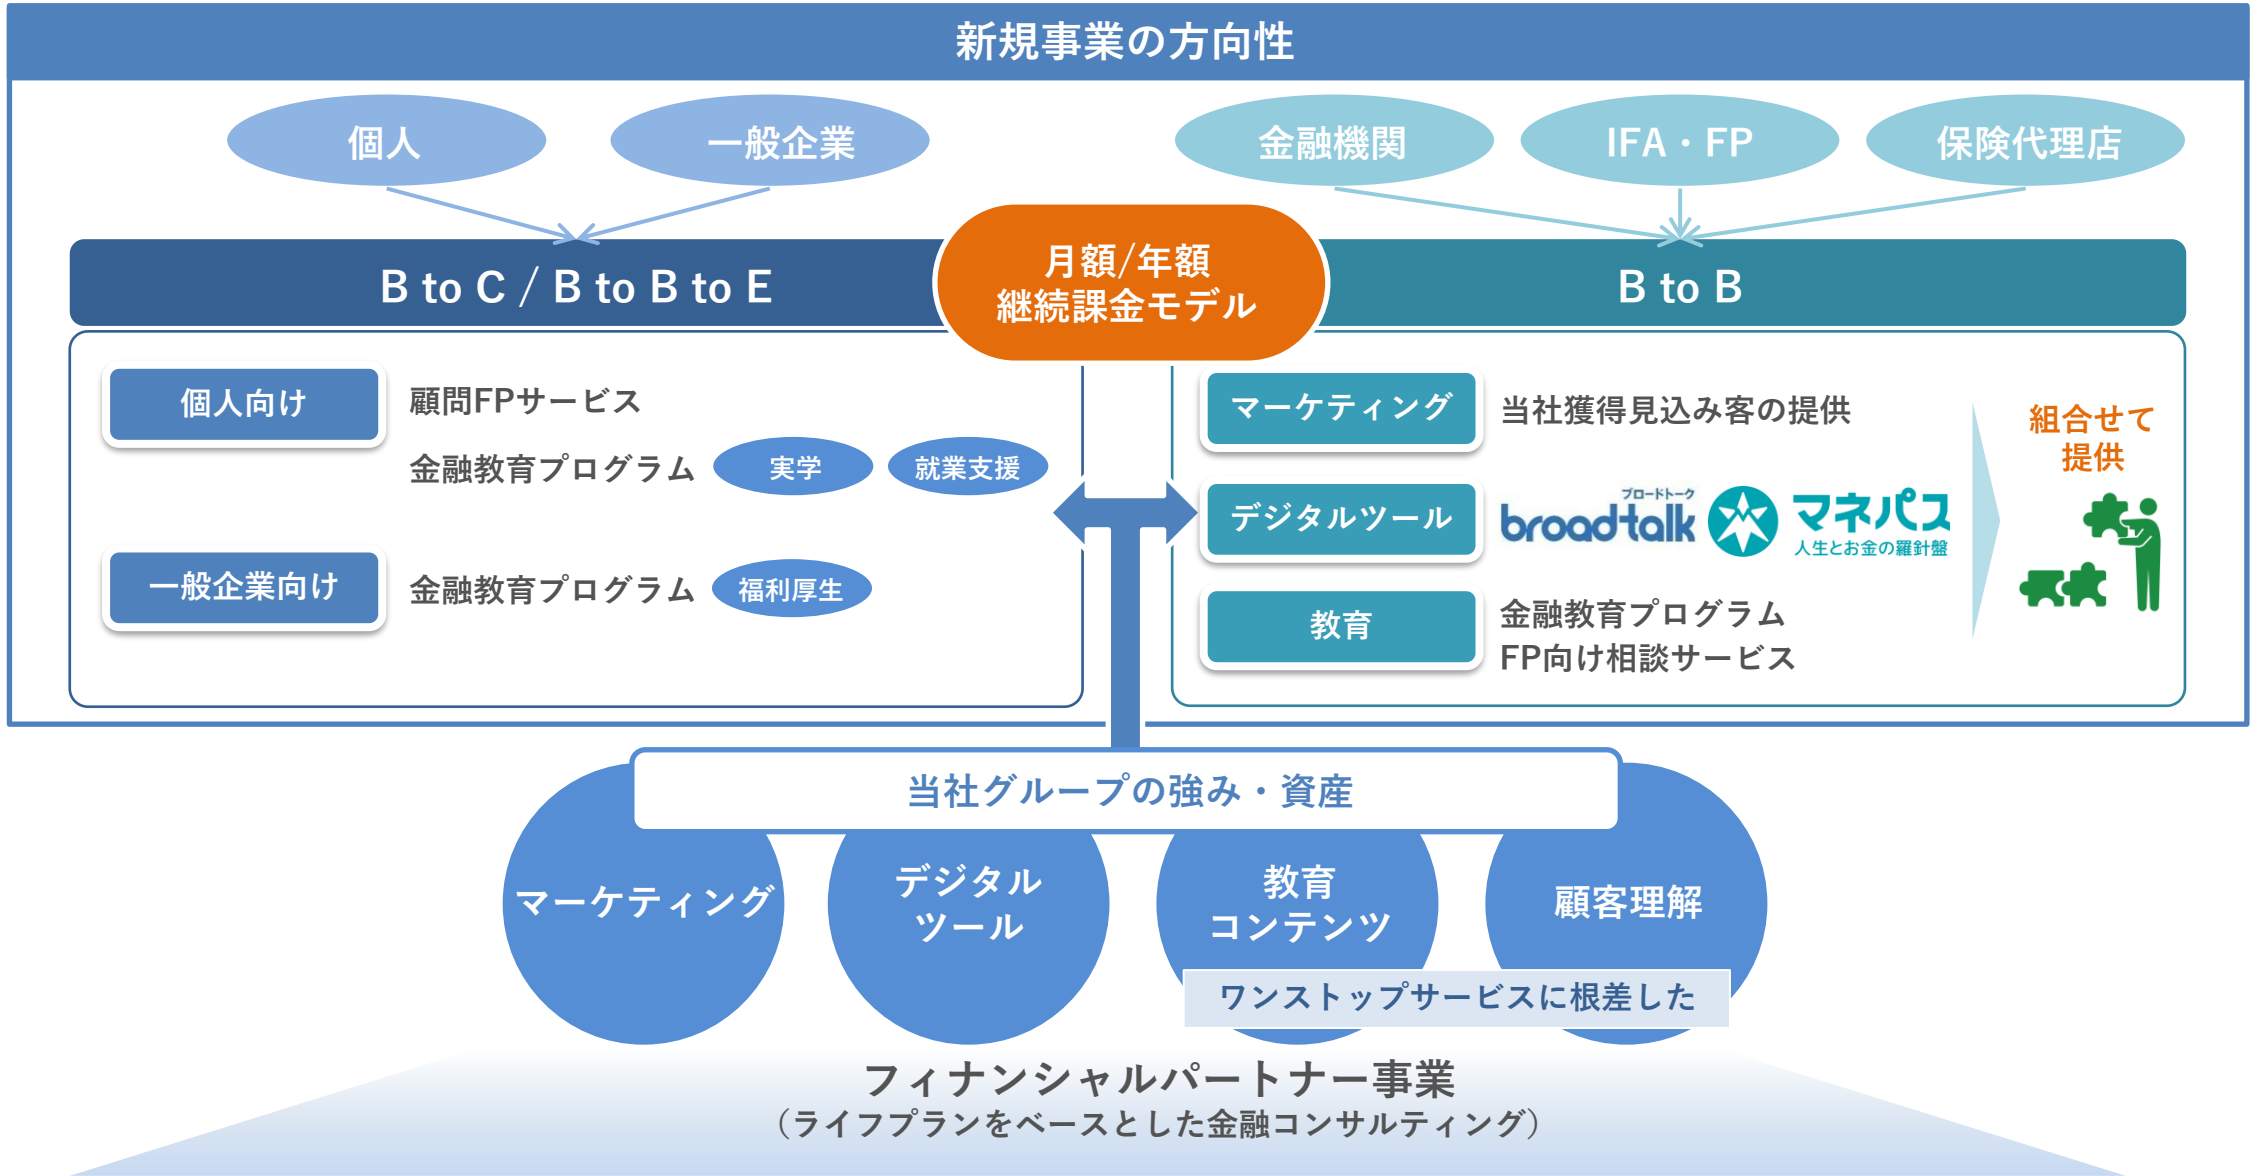 新規事業の方向性
個人
一般企業
金融機関
IFA・FP
保険代理店
B to C / B to B to E
月額/年額
継続課金モデル
B to B
個人向け
顧問FPサービス
金融教育プログラム
実学
就業支援
一般企業向け
金融教育プログラム
福利厚生
マーケティング
当社獲得見込み客の提供
デジタルツール
ブロードトーク
broadtalk
マネパス
人生とお金の羅針盤
教育
金融教育プログラム
FP向け相談サービス
組合せて
提供
当社グループの強み・資産
マーケティング
デジタル
ツール
教育
コンテンツ
顧客理解
ワンストップサービスに根差した
フィナンシャルパートナー事業
（ライフプランをベースとした金融コンサルティング）